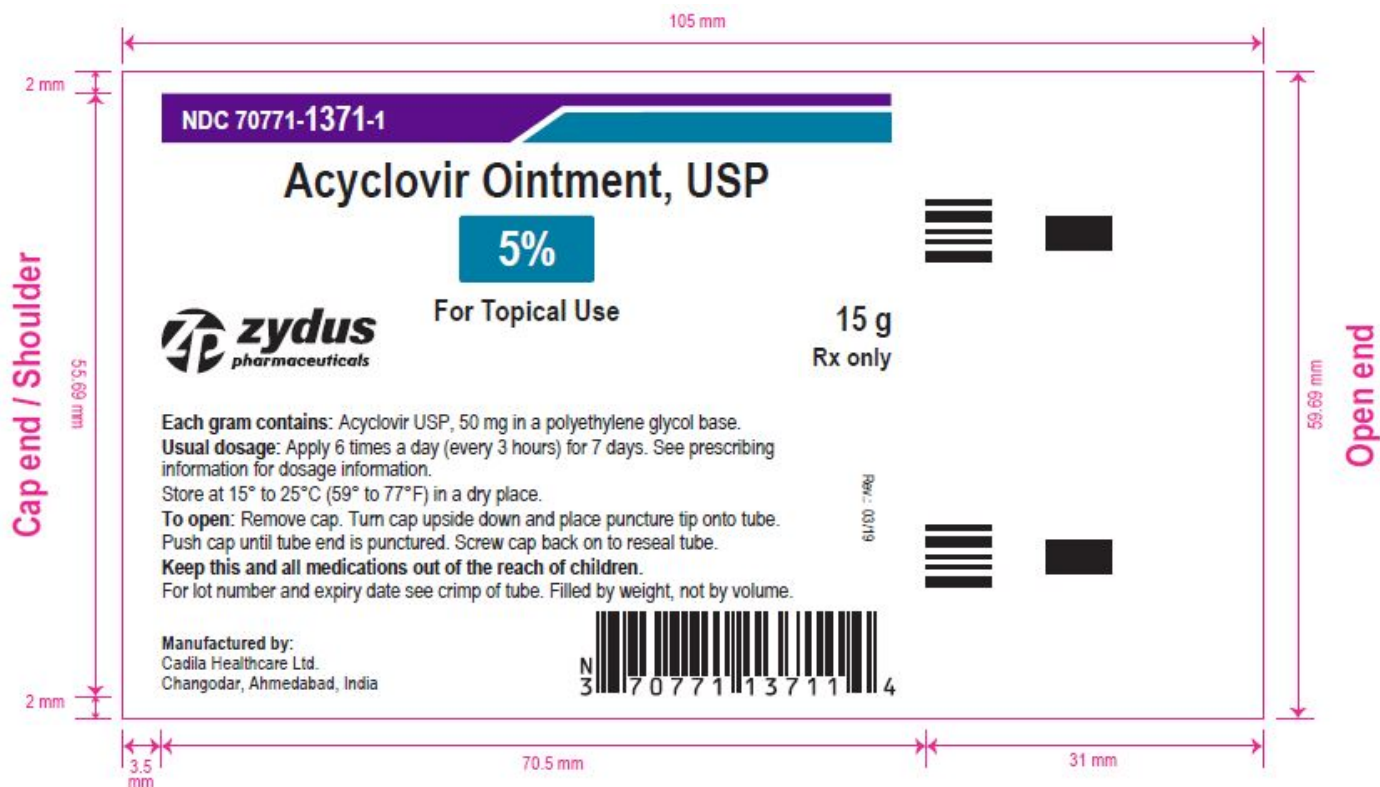 105 mm
2 mm
NDC 70771-1371-1
Acyclovir Ointment, USP
5%
For Topical Use
zydus
pharmaceuticals
15 g
Rx only
Cap end / Shoulder
55.69 mm
59.69 mm
Open end
Each gram contains: Acyclovir USP, 50 mg in a polyethylene glycol base.
Usual dosage: Apply 6 times a day (every 3 hours) for 7 days. See prescribing
information for dosage information.
Store at 15° to 25°C (59° to 77°F) in a dry place.
To open: Remove cap. Turn cap upside down and place puncture tip onto tube.
Push cap until tube end is punctured. Screw cap back on to reseal tube.
Keep this and all medications out of the reach of children.
For lot number and expiry date see crimp of tube. Filled by weight, not by volume.
Rev.: 03/19
Manufactured by:
Cadila Healthcare Ltd.
Changodar, Ahmedabad, India
N
3 70771 13711 4
2 mm
3.5
mm
70.5 mm
31 mm